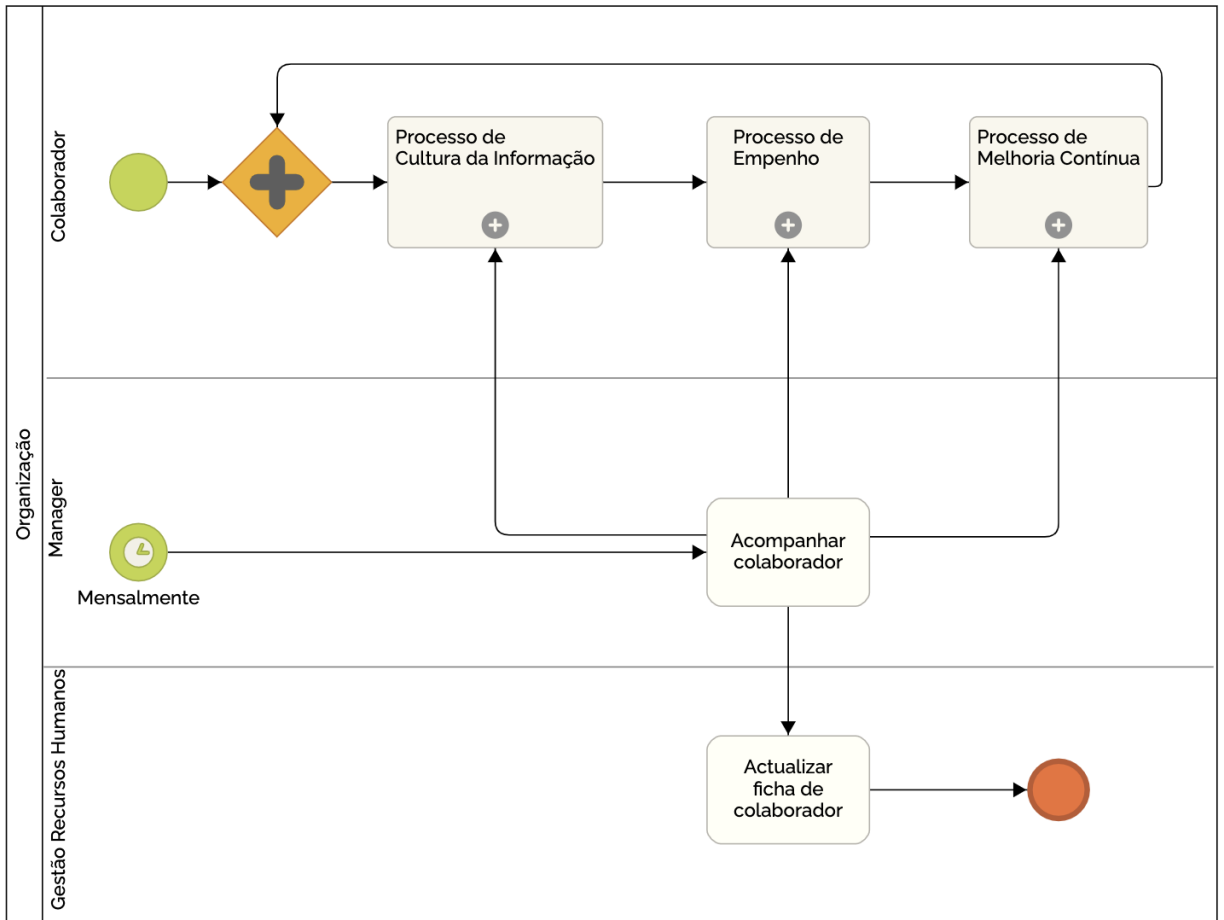 Organização
Colaborador
Processo de
Cultura da Informação
Processo de
Empenho
Processo de
Melhoria Contínua
Manager
Mensalmente
Acompanhar
colaborador
Gestão Recursos Humanos
Actualizar
ficha de
colaborador